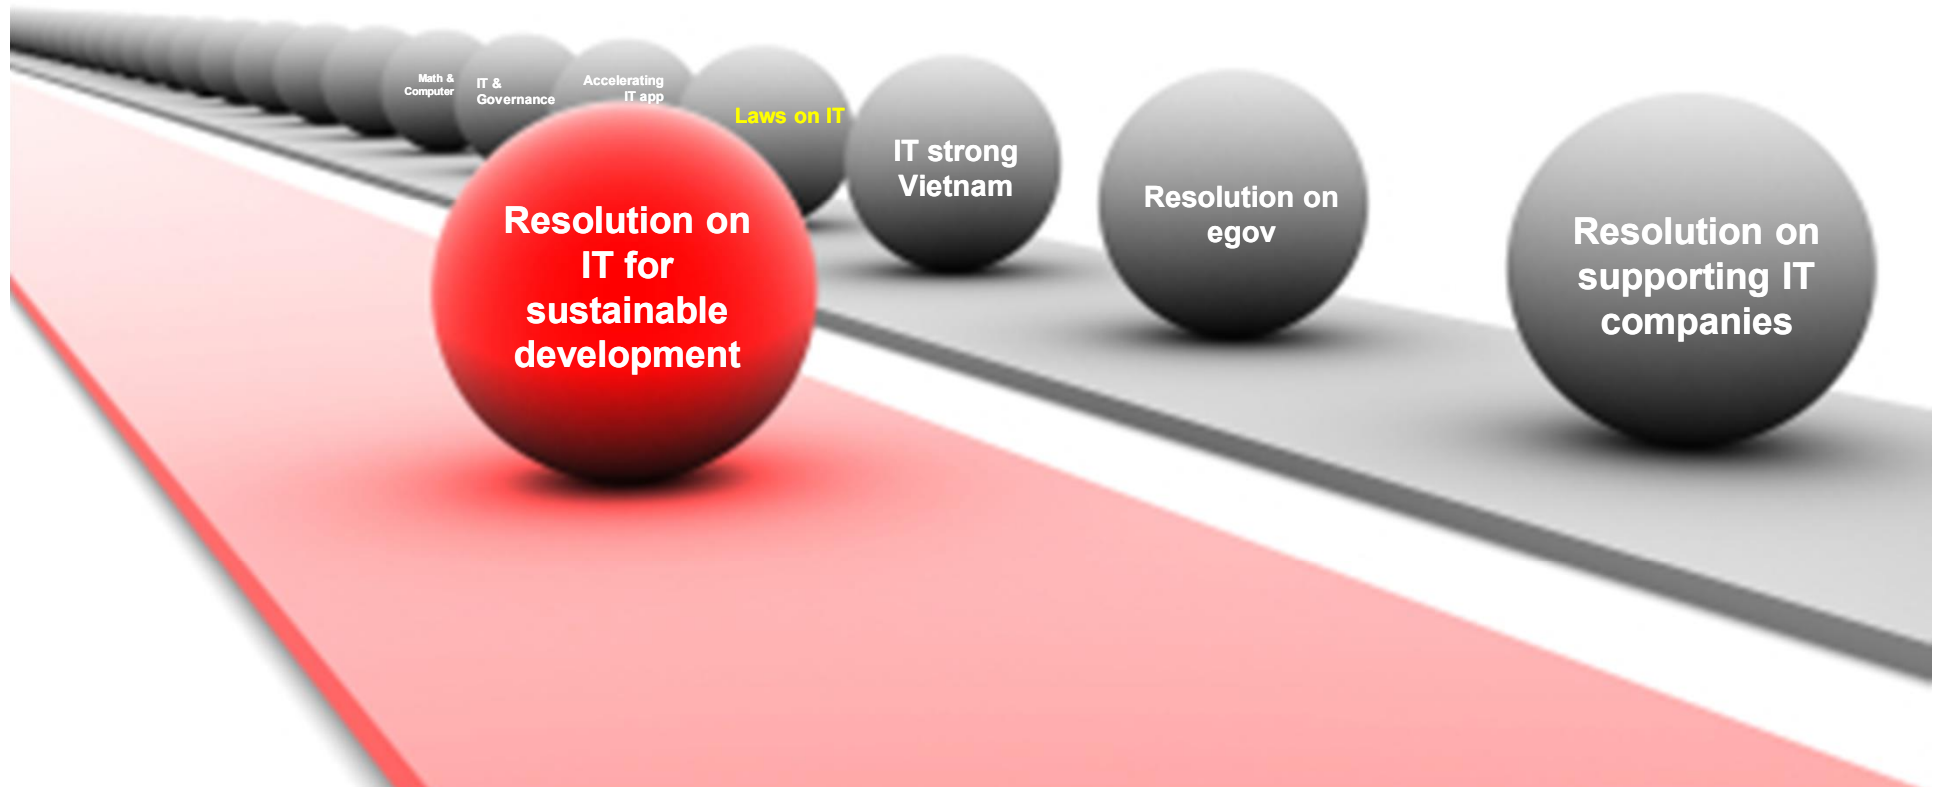 Math &
Computer
IT &
Governance
Accelerating
IT app
Laws on IT
IT strong
Vietnam
Resolution on
egov
Resolution on
supporting IT
companies
Resolution on
IT for
sustainable
development